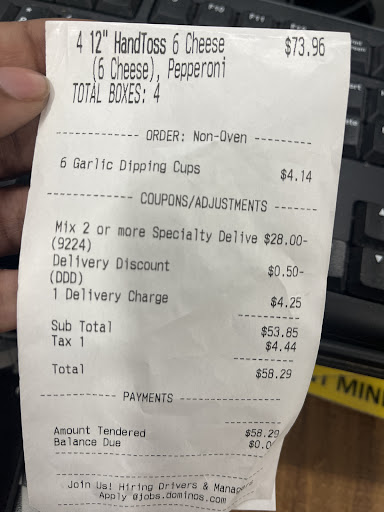 4 12" HandToss 6 Cheese $73.96
(6 Cheese), Pepperoni
TOTAL BOXES: 4
------------ ORDER: Non-Oven --------
6 Garlic Dipping Cups $4.14
----------- COUPONS/ADJUSTMENTS ------
Mix 2 or more Specialty Delive $28.00-
(9224)
Delivery Discount $0.50-
(DDD)
1 Delivery Charge $4.25
Sub Total $53.85
Tax 1 $4.44
Total $58.29
--------- PAYMENTS ---------------
Amount Tendered $58.29
Balance Due
Join Us! Hiring Drivers &
Apply @jobs.dominos.com